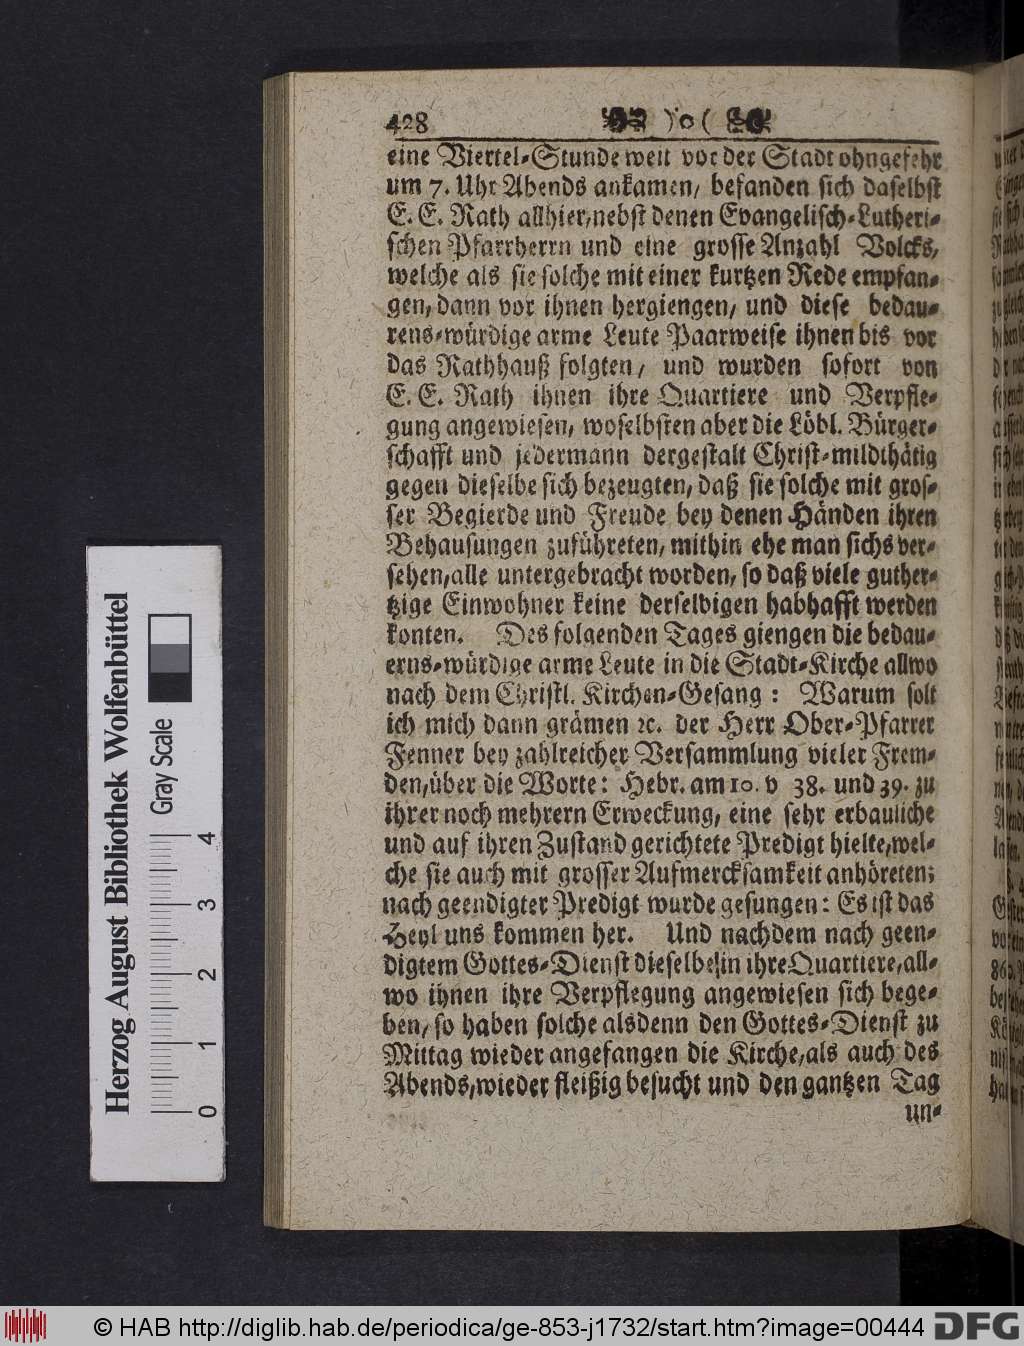 428 )o(
eine Viertel-Stunde weit vor der Stadt ohngefehr
um 7. Uhr Abends ankamen, befanden sich daselbst
E. E. Rath allhier, nebst denen Evangelisch-Lutheri-
schen Pfarrherrn und eine grosse Anzahl Volcks,
welche als sie solche mit einer kurtzen Rede empfan-
gen, dann vor ihnen hergiengen, und diese bedau-
rens-würdige arme Leute Paarweise ihnen bis vor
das Rathhauß folgten, und wurden sofort von
E. E. Rath ihnen ihre Quartiere und Verpfle-
gung angewiesen, woselbsten aber die Löbl. Bürger-
schafft und jedermann dergestalt Christ-mildthätig
gegen dieselbe sich bezeugten, daß sie solche mit gros-
ser Begierde und Freude bey denen Händen ihren
Behausungen zuführeten, mithin ehe man sichs ver-
sehen, alle untergebracht worden, so daß viele guther-
tzige Einwohner keine derselbigen habhafft werden
konten. Des folgenden Tages giengen die bedau-
erns-würdige arme Leute in die Stadt-Kirche allwo
nach dem Christl. Kirchen-Gesang: Warum solt
ich mich dann grämen ꝛc. der Herr Ober-Pfarrer
Fenner bey zahlreicher Versammlung vieler Frem-
den, über die Worte: Hebr. am 10. v 38. und 39. zu
ihrer noch mehrern Erweckung, eine sehr erbauliche
und auf ihren Zustand gerichtete Predigt hielte, wel-
che sie auch mit grosser Aufmercksamkeit anhöreten;
nach geendigter Predigt wurde gesungen: Es ist das
Heyl uns kommen her. Und nachdem nach geen-
digtem Gottes-Dienst dieselbe in ihre Quartiere, all-
wo ihnen ihre Verpflegung angewiesen sich bege-
ben, so haben solche alsdenn den Gottes-Dienst zu
Mittag wieder angefangen die Kirche, als auch des
Abends, wieder fleißig besucht und den gantzen Tag
un-
Herzog August Bibliothek Wolfenbüttel
Gray Scale
0 1 2 3 4
© HAB http://diglib.hab.de/periodica/ge-853-j1732/start.htm?image=00444 DFG